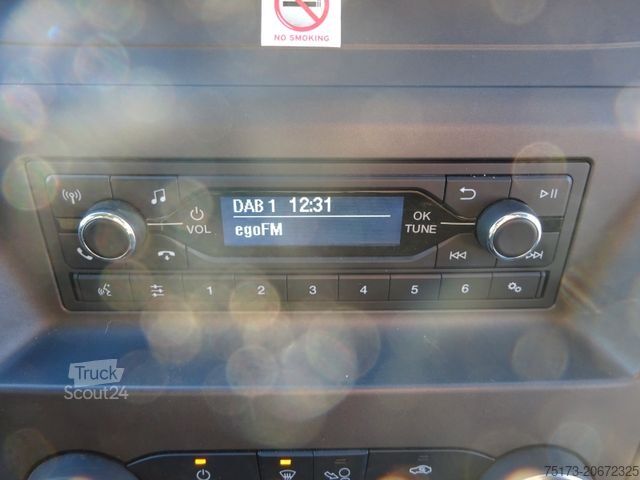 NO SMOKING
DAB 1 12:31
egoFM
VOL
OK
TUNE
1 2 3 4 5 6
Truck
Scout24
75173-20672325